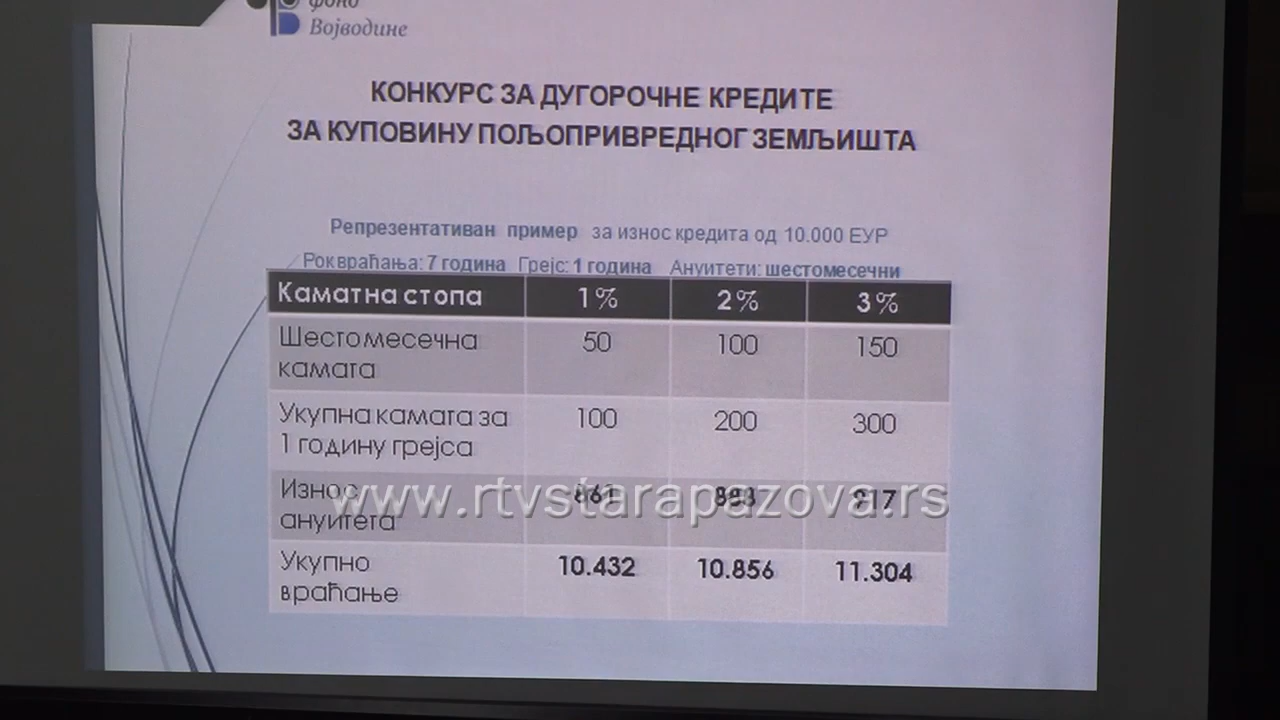 фонд
Војводине
КОНКУРС ЗА ДУГОРОЧНЕ КРЕДИТЕ
ЗА КУПОВИНУ ПОЉОПРИВРЕДНОГ ЗЕМЉИШТА
Репрезентативан пример за износ кредита од 10.000 ЕУР
Рок враћања: 7 година Грејс: 1 година Ануитети: шестомесечни
Каматна стопа 1% 2% 3%
Шестомесечна камата 50 100 150
Укупна камата за 1 годину грејса 100 200 300
Износ ануитета 861 888 917
www.rtvstarapazova.rs
Укупно враћање 10.432 10.856 11.304